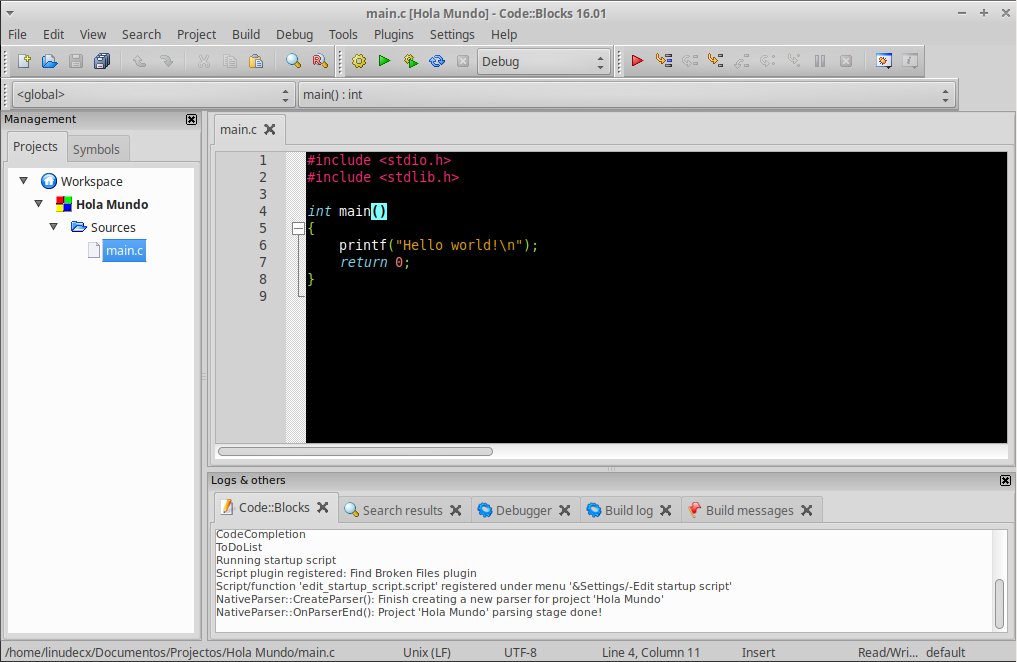 main.c [Hola Mundo] - Code::Blocks 16.01
File Edit View Search Project Build Debug Tools Plugins Settings Help
Debug
<global> main() : int
Management
Projects Symbols
Workspace
Hola Mundo
Sources
main.c
main.c
1 #include <stdio.h>
2 #include <stdlib.h>
3
4 int main()
5 {
6 printf("Hello world!\n");
7 return 0;
8 }
9
Logs & others
Code::Blocks Search results Debugger Build log Build messages
CodeCompletion
ToDoList
Running startup script
Script plugin registered: Find Broken Files plugin
Script/function 'edit_startup_script.script' registered under menu '&Settings/-Edit startup script'
NativeParser::CreateParser(): Finish creating a new parser for project 'Hola Mundo'
NativeParser::OnParserEnd(): Project 'Hola Mundo' parsing stage done!
/home/linudecx/Documentos/Projectos/Hola Mundo/main.c Unix (LF) UTF-8 Line 4, Column 11 Insert Read/Wri... default